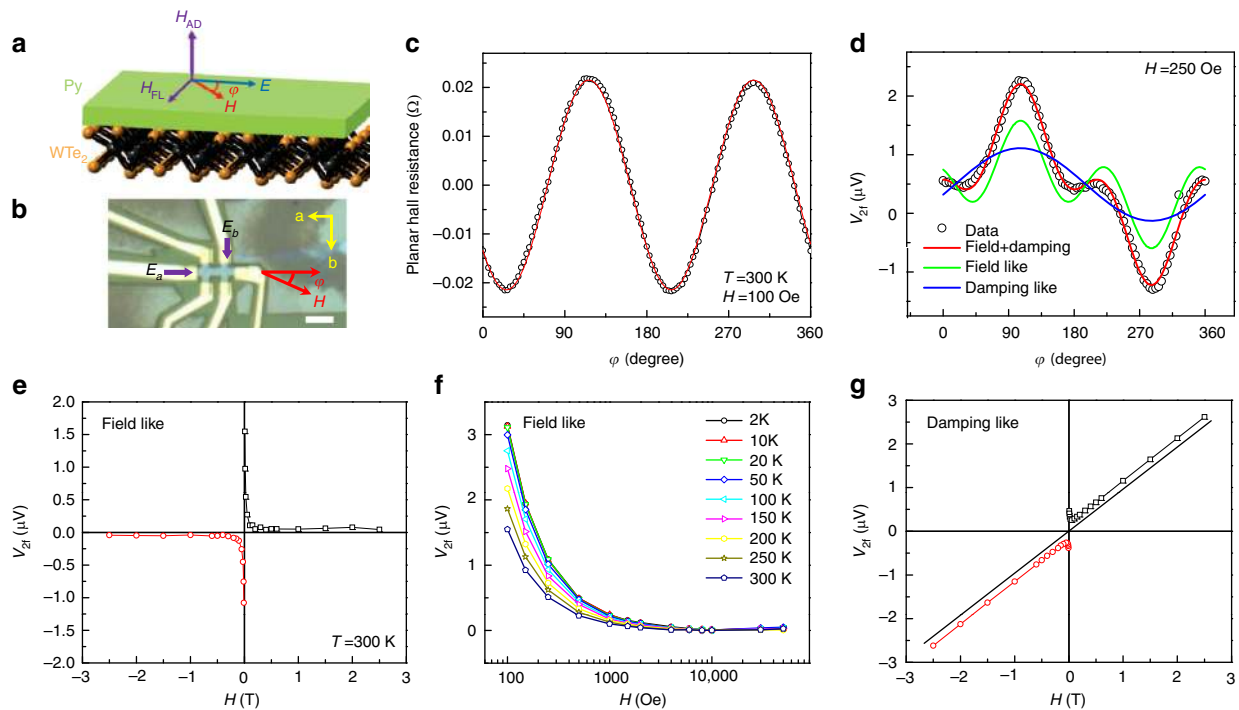 a
H_AD
Py
H_FL
φ
E
H
WTe₂
b
E_b
a
b
E_a
φ
H
c
Planar hall resistance (Ω)
0.02
0.01
0.00
−0.01
−0.02
T=300 K
H=100 Oe
0 90 180 270 360
φ (degree)
d
H=250 Oe
V_2f (μV)
2
1
0
−1
Data
Field+damping
Field like
Damping like
0 90 180 270 360
φ (degree)
e
Field like
V_2f (μV)
2.0
1.5
1.0
0.5
0.0
−0.5
−1.0
−1.5
−2.0
T=300 K
−3 −2 −1 0 1 2 3
H (T)
f
Field like
V_2f (μV)
3
2
1
0
2K
10K
20 K
50 K
100 K
150 K
200 K
250 K
300 K
100 1000 10,000
H (Oe)
g
Damping like
V_2f (μV)
3
2
1
0
−1
−2
−3
−3 −2 −1 0 1 2 3
H (T)